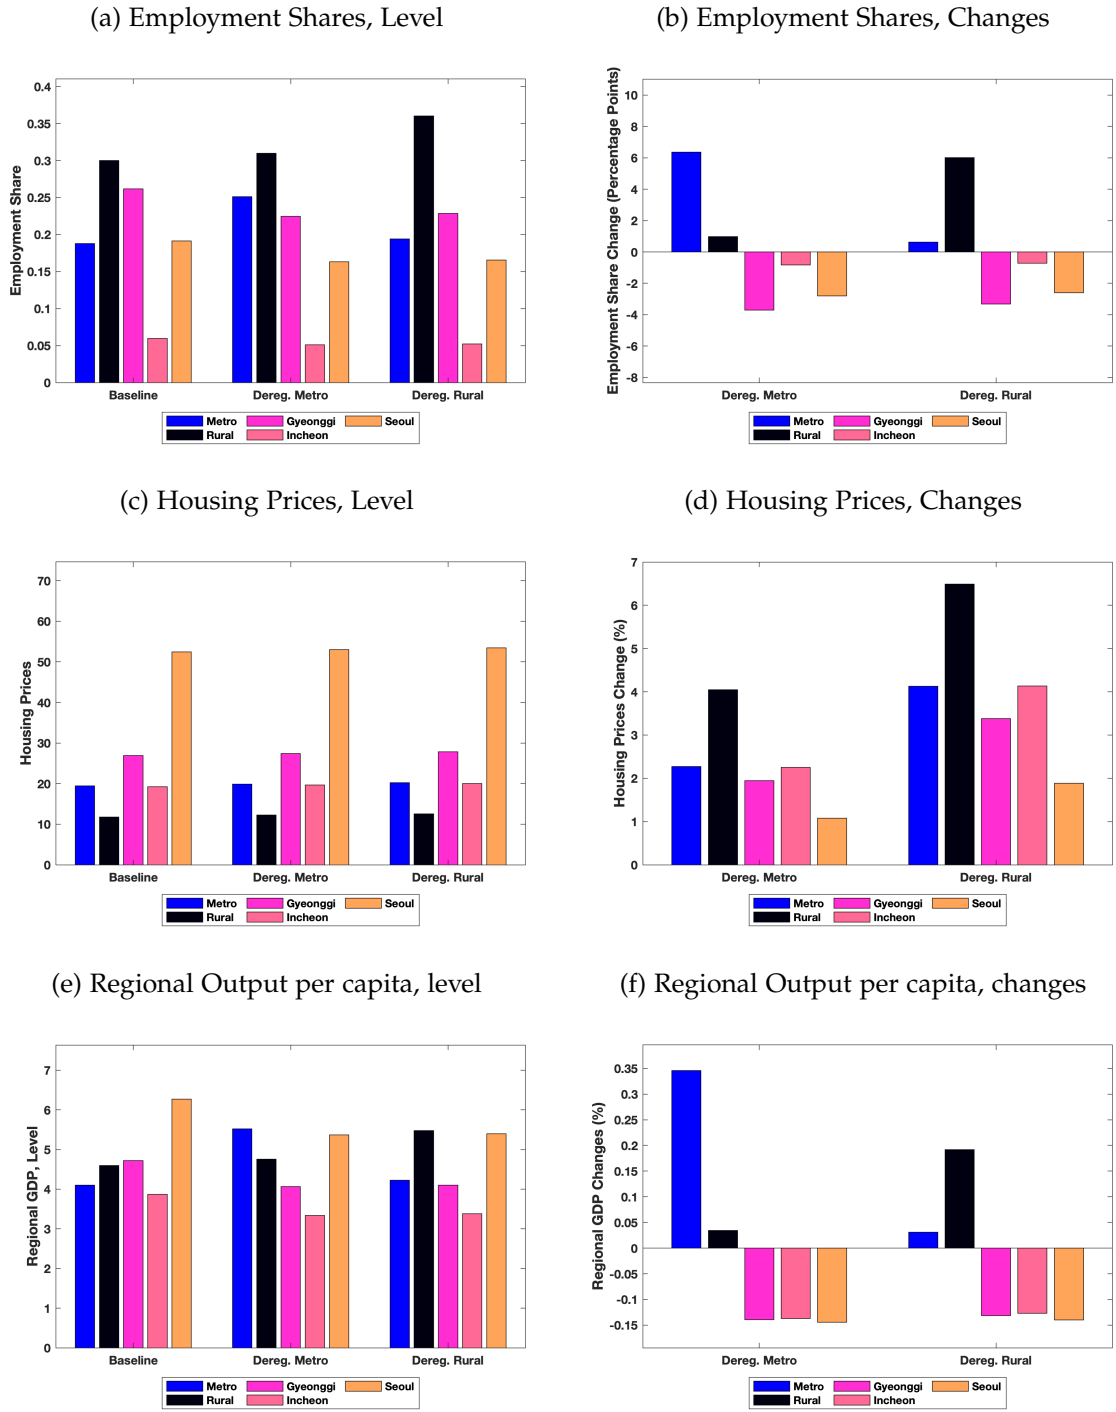 (a) Employment Shares, Level
0.4
0.35
0.3
0.25
0.2
0.15
0.1
0.05
0
Employment Share
Baseline
Dereg. Metro
Dereg. Rural
Metro Gyeonggi Seoul
Rural Incheon
(b) Employment Shares, Changes
10
8
6
4
2
0
-2
-4
-6
-8
Employment Share Change (Percentage Points)
Dereg. Metro
Dereg. Rural
Metro Gyeonggi Seoul
Rural Incheon
(c) Housing Prices, Level
70
60
50
40
30
20
10
0
Housing Prices
Baseline
Dereg. Metro
Dereg. Rural
Metro Gyeonggi Seoul
Rural Incheon
(d) Housing Prices, Changes
7
6
5
4
3
2
1
0
Housing Prices Change (%)
Dereg. Metro
Dereg. Rural
Metro Gyeonggi Seoul
Rural Incheon
(e) Regional Output per capita, level
7
6
5
4
3
2
1
0
Regional GDP, Level
Baseline
Dereg. Metro
Dereg. Rural
Metro Gyeonggi Seoul
Rural Incheon
(f) Regional Output per capita, changes
0.35
0.3
0.25
0.2
0.15
0.1
0.05
0
-0.05
-0.1
-0.15
Regional GDP Changes (%)
Dereg. Metro
Dereg. Rural
Metro Gyeonggi Seoul
Rural Incheon